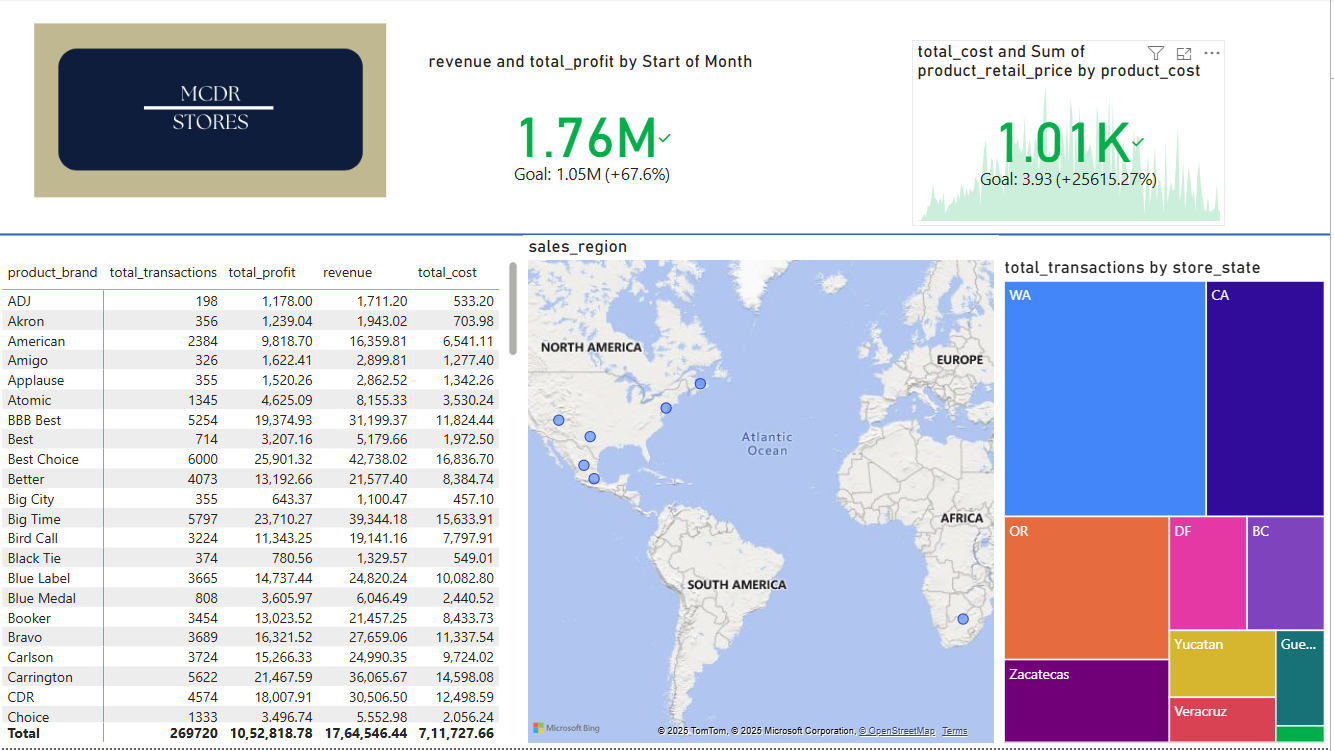 MCDR
STORES
revenue and total_profit by Start of Month
1.76M
Goal: 1.05M (+67.6%)
total_cost and Sum of
product_retail_price by product_cost
1.01K
Goal: 3.93 (+25615.27%)
product_brand total_transactions total_profit revenue total_cost
ADJ 198 1,178.00 1,711.20 533.20
Akron 356 1,239.04 1,943.02 703.98
American 2384 9,818.70 16,359.81 6,541.11
Amigo 326 1,622.41 2,899.81 1,277.40
Applause 355 1,520.26 2,862.52 1,342.26
Atomic 1345 4,625.09 8,155.33 3,530.24
BBB Best 5254 19,374.93 31,199.37 11,824.44
Best 714 3,207.16 5,179.66 1,972.50
Best Choice 6000 25,901.32 42,738.02 16,836.70
Better 4073 13,192.66 21,577.40 8,384.74
Big City 355 643.37 1,100.47 457.10
Big Time 5797 23,710.27 39,344.18 15,633.91
Bird Call 3224 11,343.25 19,141.16 7,797.91
Black Tie 374 780.56 1,329.57 549.01
Blue Label 3665 14,737.44 24,820.24 10,082.80
Blue Medal 808 3,605.97 6,046.49 2,440.52
Booker 3454 13,023.52 21,457.25 8,433.73
Bravo 3689 16,321.52 27,659.06 11,337.54
Carlson 3724 15,266.33 24,990.35 9,724.02
Carrington 5622 21,467.59 36,065.67 14,598.08
CDR 4574 18,007.91 30,506.50 12,498.59
Choice 1333 3,496.74 5,552.98 2,056.24
Total 269720 10,52,818.78 17,64,546.44 7,11,727.66
sales_region
NORTH AMERICA
EUROPE
Atlantic
Ocean
AFRICA
SOUTH AMERICA
Microsoft Bing
© 2025 TomTom, © 2025 Microsoft Corporation, © OpenStreetMap Terms
total_transactions by store_state
WA
CA
OR
DF
BC
Yucatan
Gue...
Zacatecas
Veracruz